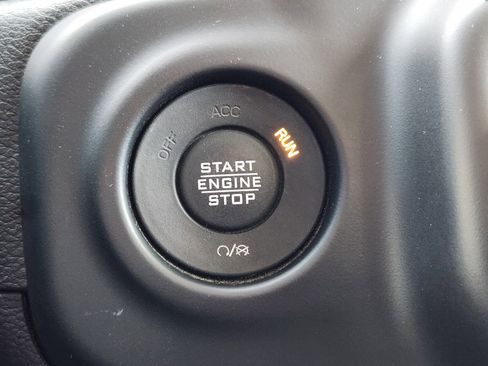 OFF
ACC
RUN
START
ENGINE
STOP